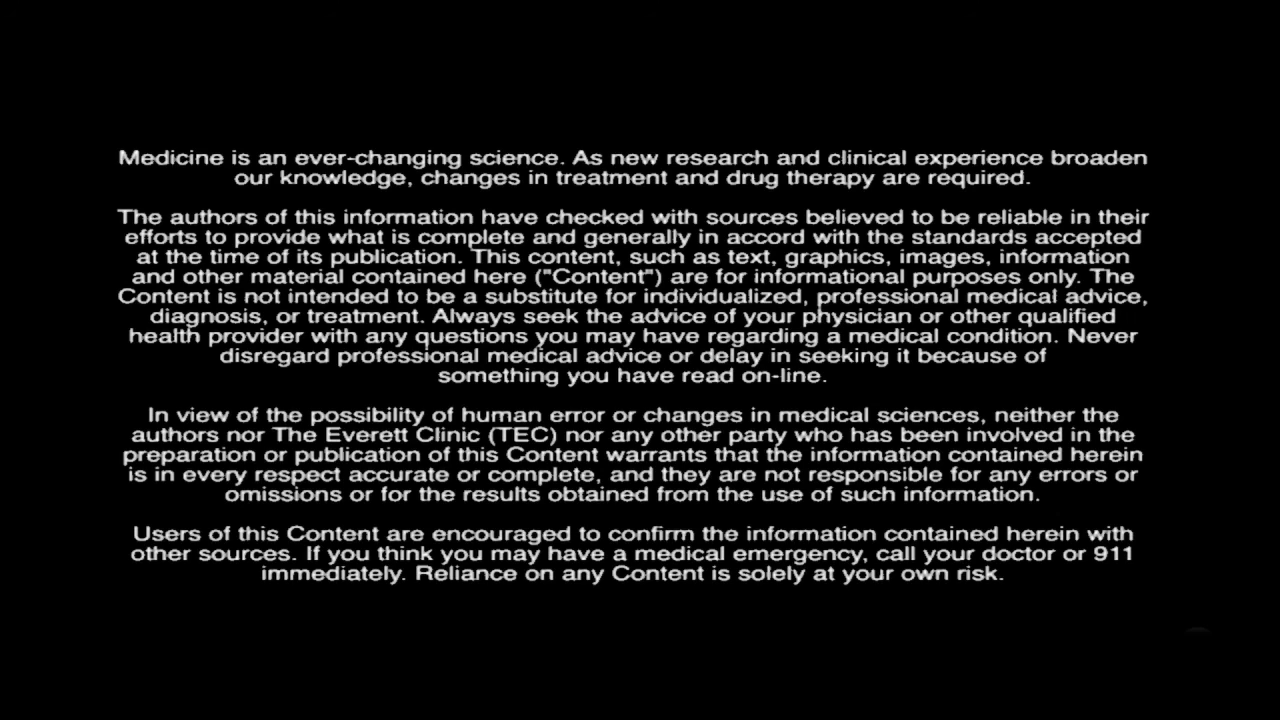 Medicine is an ever-changing science. As new research and clinical experience broaden
our knowledge, changes in treatment and drug therapy are required.
The authors of this information have checked with sources believed to be reliable in their
efforts to provide what is complete and generally in accord with the standards accepted
at the time of its publication. This content, such as text, graphics, images, information
and other material contained here ("Content") are for informational purposes only. The
Content is not intended to be a substitute for individualized, professional medical advice,
diagnosis, or treatment. Always seek the advice of your physician or other qualified
health provider with any questions you may have regarding a medical condition. Never
disregard professional medical advice or delay in seeking it because of
something you have read on-line.
In view of the possibility of human error or changes in medical sciences, neither the
authors nor The Everett Clinic (TEC) nor any other party who has been involved in the
preparation or publication of this Content warrants that the information contained herein
is in every respect accurate or complete, and they are not responsible for any errors or
omissions or for the results obtained from the use of such information.
Users of this Content are encouraged to confirm the information contained herein with
other sources. If you think you may have a medical emergency, call your doctor or 911
immediately. Reliance on any Content is solely at your own risk.